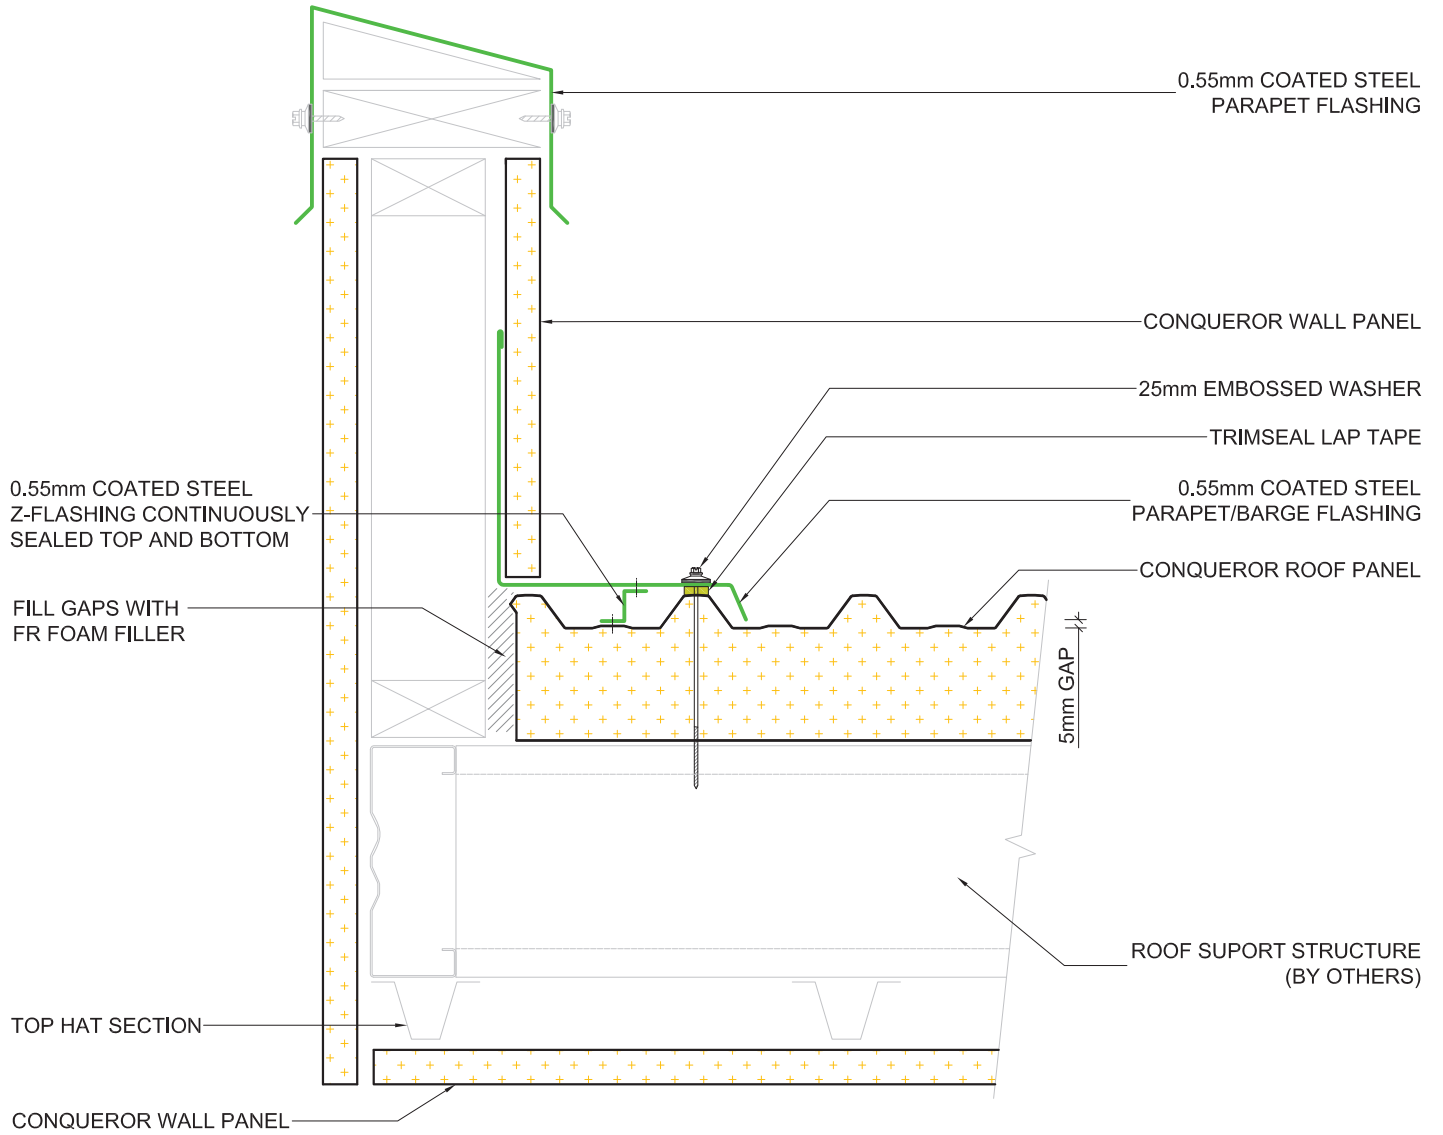 0.55mm COATED STEEL
PARAPET FLASHING
CONQUEROR WALL PANEL
25mm EMBOSSED WASHER
TRIMSEAL LAP TAPE
0.55mm COATED STEEL
PARAPET/BARGE FLASHING
CONQUEROR ROOF PANEL
5mm GAP
ROOF SUPORT STRUCTURE
(BY OTHERS)
0.55mm COATED STEEL
Z-FLASHING CONTINUOUSLY
SEALED TOP AND BOTTOM
FILL GAPS WITH
FR FOAM FILLER
TOP HAT SECTION
CONQUEROR WALL PANEL